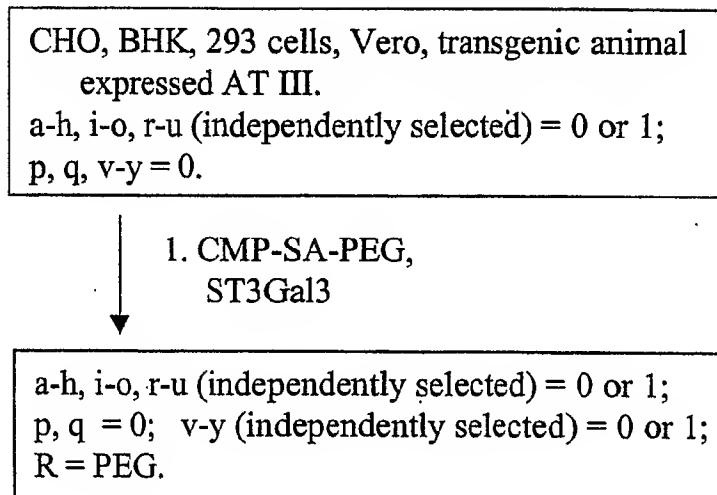 CHO, BHK, 293 cells, Vero, transgenic animal
expressed AT III.
a-h, i-o, r-u (independently selected) = 0 or 1;
p, q, v-y = 0.
1. CMP-SA-PEG,
ST3Gal3
a-h, i-o, r-u (independently selected) = 0 or 1;
p, q = 0; v-y (independently selected) = 0 or 1;
R = PEG.